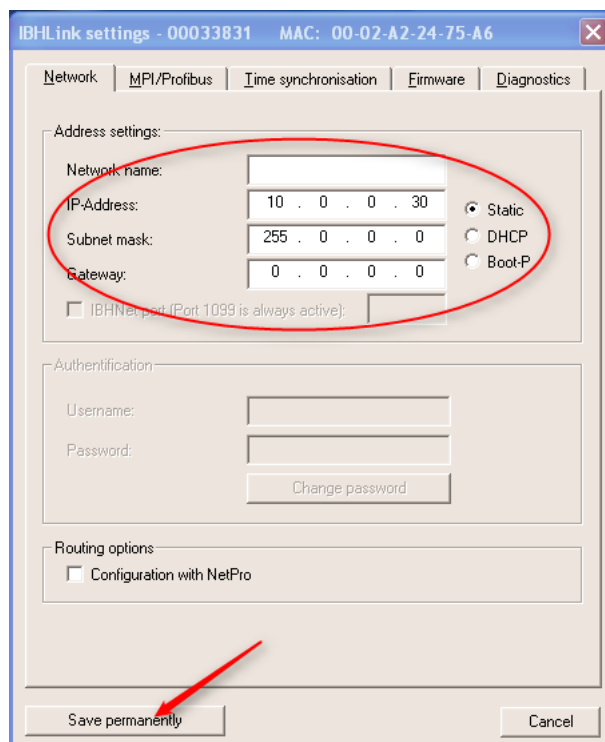 IBHLink settings - 00033831 MAC: 00-02-A2-24-75-A6
Network MPI/Profibus Time synchronisation Firmware Diagnostics
Address settings:
Network name:
IP-Address: 10 . 0 . 0 . 30
Static
Subnet mask: 255 . 0 . 0 . 0
DHCP
Gateway: 0 . 0 . 0 . 0
Boot-P
IBHNet port (Port 1099 is always active):
Authentification
Username:
Password:
Change password
Routing options
Configuration with NetPro
Save permanently Cancel